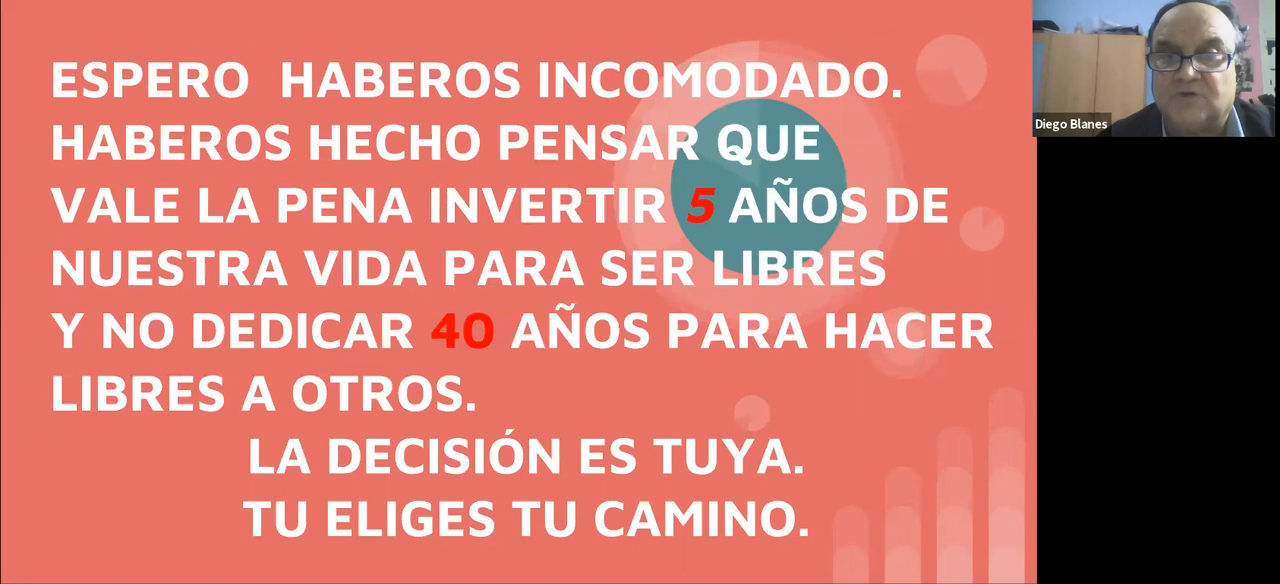 ESPERO HABEROS INCOMODADO.
HABEROS HECHO PENSAR QUE
VALE LA PENA INVERTIR 5 AÑOS DE
NUESTRA VIDA PARA SER LIBRES
Y NO DEDICAR 40 AÑOS PARA HACER
LIBRES A OTROS.
LA DECISIÓN ES TUYA.
TU ELIGES TU CAMINO.
Diego Blanes